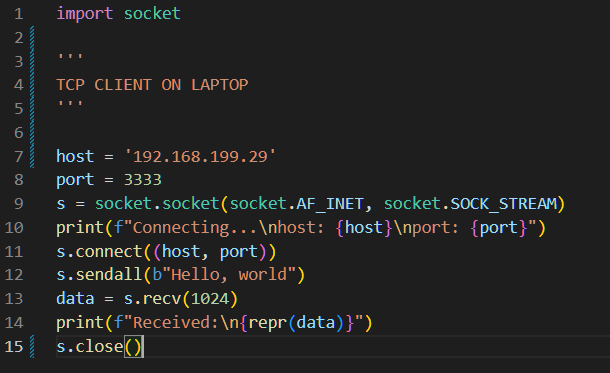 1 import socket
2
3 '''
4 TCP CLIENT ON LAPTOP
5 '''
6
7 host = '192.168.199.29'
8 port = 3333
9 s = socket.socket(socket.AF_INET, socket.SOCK_STREAM)
10 print(f"Connecting...\nhost: {host}\nport: {port}")
11 s.connect((host, port))
12 s.sendall(b"Hello, world")
13 data = s.recv(1024)
14 print(f"Received:\n{repr(data)}")
15 s.close()